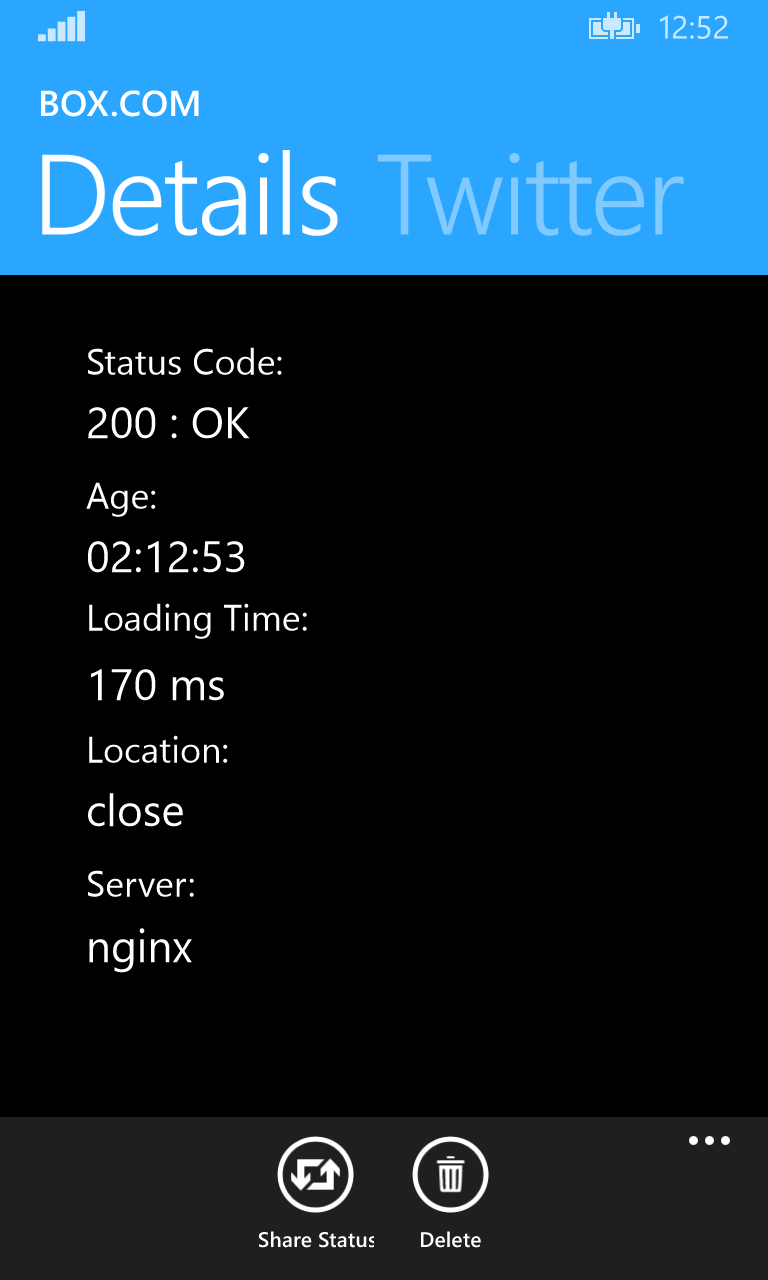 12:52
BOX.COM
Details Twitter
Status Code:
200 : OK
Age:
02:12:53
Loading Time:
170 ms
Location:
close
Server:
nginx
Share Status Delete